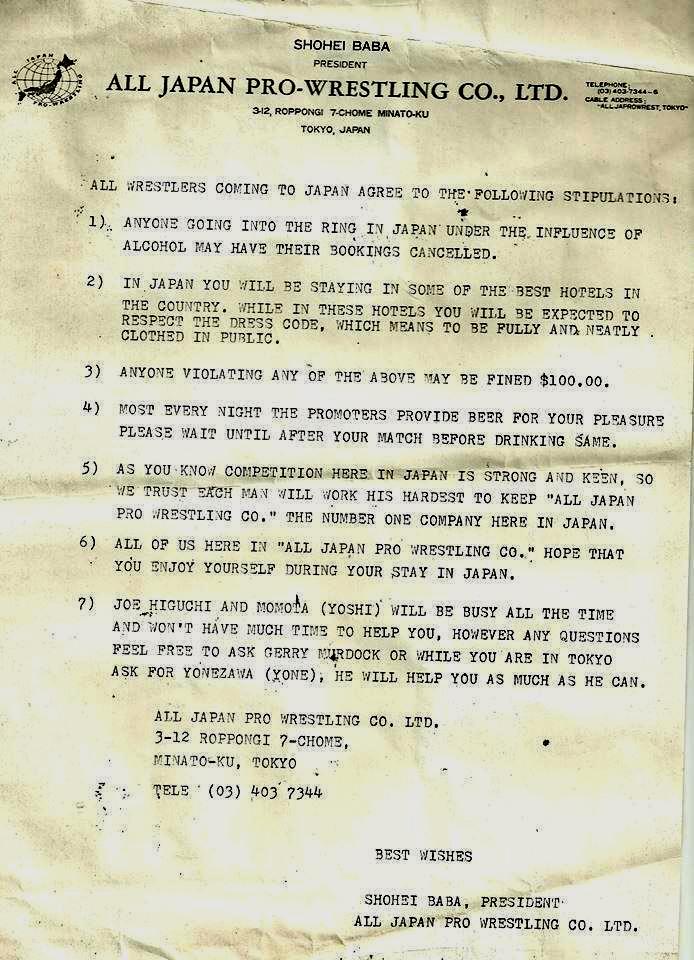 SHOHEI BABA
PRESIDENT
ALL JAPAN PRO-WRESTLING CO., LTD.
3-12, ROPPONGI 7-CHOME MINATO-KU
TOKYO, JAPAN
TELEPHONE:
(03) 403-7344-6
CABLE ADDRESS:
"ALLJAPROWREST, TOKYO"
ALL JAPAN
PRO-WRESTLING
ALL WRESTLERS COMING TO JAPAN AGREE TO THE FOLLOWING STIPULATIONS:
1) ANYONE GOING INTO THE RING IN JAPAN UNDER THE INFLUENCE OF
ALCOHOL MAY HAVE THEIR BOOKINGS CANCELLED.
2) IN JAPAN YOU WILL BE STAYING IN SOME OF THE BEST HOTELS IN
THE COUNTRY. WHILE IN THESE HOTELS YOU WILL BE EXPECTED TO
RESPECT THE DRESS CODE, WHICH MEANS TO BE FULLY AND NEATLY
CLOTHED IN PUBLIC.
3) ANYONE VIOLATING ANY OF THE ABOVE MAY BE FINED $100.00.
4) MOST EVERY NIGHT THE PROMOTERS PROVIDE BEER FOR YOUR PLEASURE
PLEASE WAIT UNTIL AFTER YOUR MATCH BEFORE DRINKING SAME.
5) AS YOU KNOW COMPETITION HERE IN JAPAN IS STRONG AND KEEN, SO
WE TRUST EACH MAN WILL WORK HIS HARDEST TO KEEP "ALL JAPAN
PRO WRESTLING CO." THE NUMBER ONE COMPANY HERE IN JAPAN.
6) ALL OF US HERE IN "ALL JAPAN PRO WRESTLING CO." HOPE THAT
YOU ENJOY YOURSELF DURING YOUR STAY IN JAPAN.
7) JOE HIGUCHI AND MOMOTA (YOSHI) WILL BE BUSY ALL THE TIME
AND WON'T HAVE MUCH TIME TO HELP YOU, HOWEVER ANY QUESTIONS
FEEL FREE TO ASK GERRY MURDOCK OR WHILE YOU ARE IN TOKYO
ASK FOR YONEZAWA (YONE), HE WILL HELP YOU AS MUCH AS HE CAN.
ALL JAPAN PRO WRESTLING CO. LTD.
3-12 ROPPONGI 7-CHOME,
MINATO-KU, TOKYO
TELE (03) 403 7344
BEST WISHES
SHOHEI BABA, PRESIDENT
ALL JAPAN PRO WRESTLING CO. LTD.